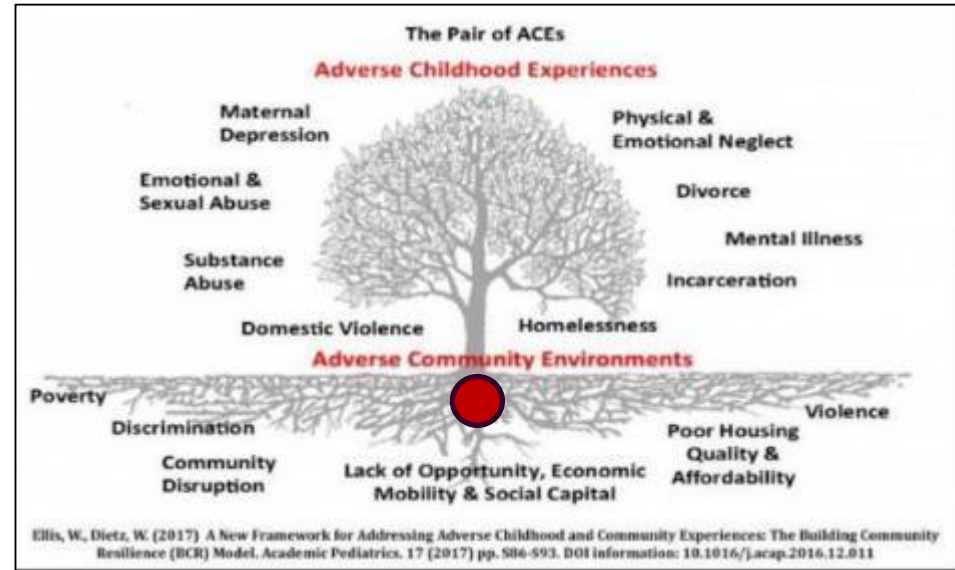 The Pair of ACEs
Adverse Childhood Experiences
Maternal
Depression
Physical &
Emotional Neglect
Emotional &
Sexual Abuse
Divorce
Mental Illness
Substance
Abuse
Incarceration
Domestic Violence
Homelessness
Adverse Community Environments
Poverty
Violence
Discrimination
Poor Housing
Quality &
Affordability
Community
Disruption
Lack of Opportunity, Economic
Mobility & Social Capital
Ellis, W., Dietz, W. (2017) A New Framework for Addressing Adverse Childhood and Community Experiences: The Building Community
Resilience (BCR) Model. Academic Pediatrics. 17 (2017) pp. S86-S93. DOI information: 10.1016/j.acap.2016.12.011